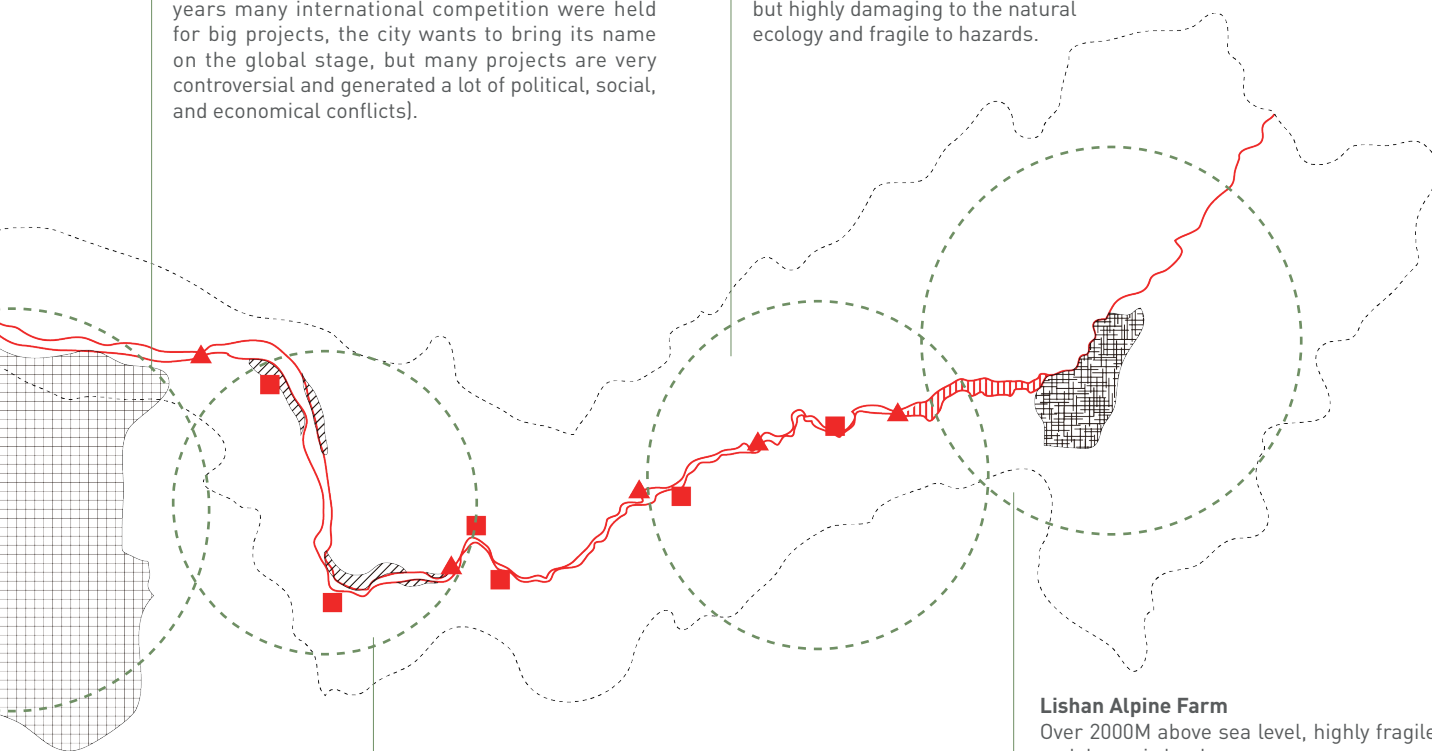 years many international competition were held
for big projects, the city wants to bring its name
on the global stage, but many projects are very
controversial and generated a lot of political, social,
and economical conflicts).
but highly damaging to the natural
ecology and fragile to hazards.
Lishan Alpine Farm
Over 2000M above sea level, highly fragile